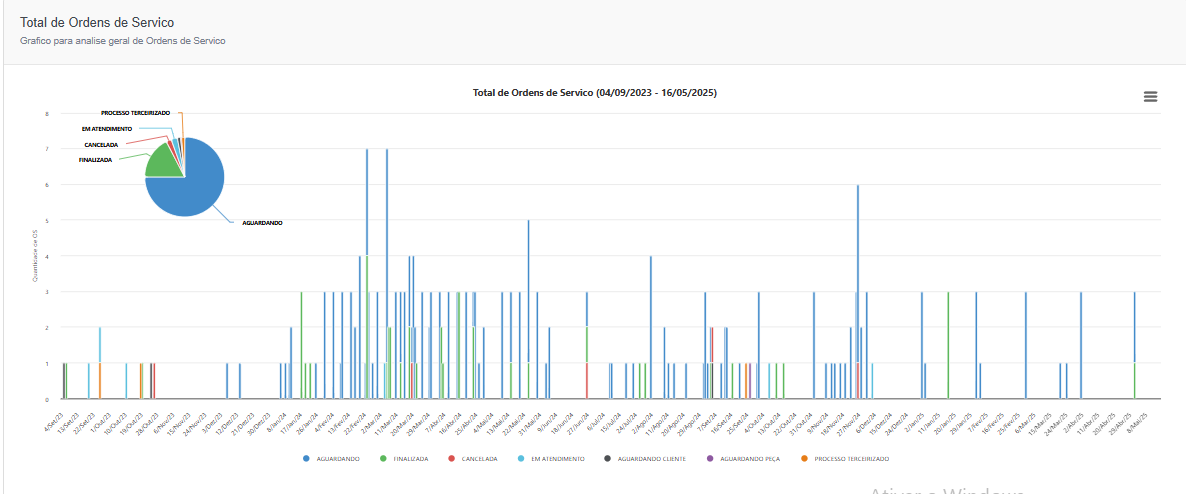 Total de Ordens de Servico
Grafico para analise geral de Ordens de Servico
Total de Ordens de Servico (04/09/2023 - 16/05/2025)
PROCESSO TERCEIRIZADO
EM ATENDIMENTO
CANCELADA
FINALIZADA
AGUARDANDO
Quantidade de OS
8
7
6
5
4
3
2
1
0
4/Set/23
13/Set/23
22/Set/23
1/Out/23
10/Out/23
19/Out/23
28/Out/23
6/Nov/23
15/Nov/23
24/Nov/23
3/Dez/23
12/Dez/23
21/Dez/23
30/Dez/23
8/Jan/24
17/Jan/24
26/Jan/24
4/Fev/24
13/Fev/24
22/Fev/24
2/Mar/24
11/Mar/24
20/Mar/24
29/Mar/24
7/Abr/24
16/Abr/24
25/Abr/24
4/Mai/24
13/Mai/24
22/Mai/24
31/Mai/24
9/Jun/24
18/Jun/24
27/Jun/24
6/Jul/24
15/Jul/24
24/Jul/24
2/Ago/24
11/Ago/24
20/Ago/24
29/Ago/24
7/Set/24
16/Set/24
25/Set/24
4/Out/24
13/Out/24
22/Out/24
31/Out/24
9/Nov/24
18/Nov/24
27/Nov/24
6/Dez/24
15/Dez/24
24/Dez/24
2/Jan/25
11/Jan/25
20/Jan/25
29/Jan/25
7/Fev/25
16/Fev/25
25/Fev/25
6/Mar/25
15/Mar/25
24/Mar/25
2/Abr/25
11/Abr/25
20/Abr/25
29/Abr/25
8/Mai/25
AGUARDANDO FINALIZADA CANCELADA EM ATENDIMENTO AGUARDANDO CLIENTE AGUARDANDO PEÇA PROCESSO TERCEIRIZADO